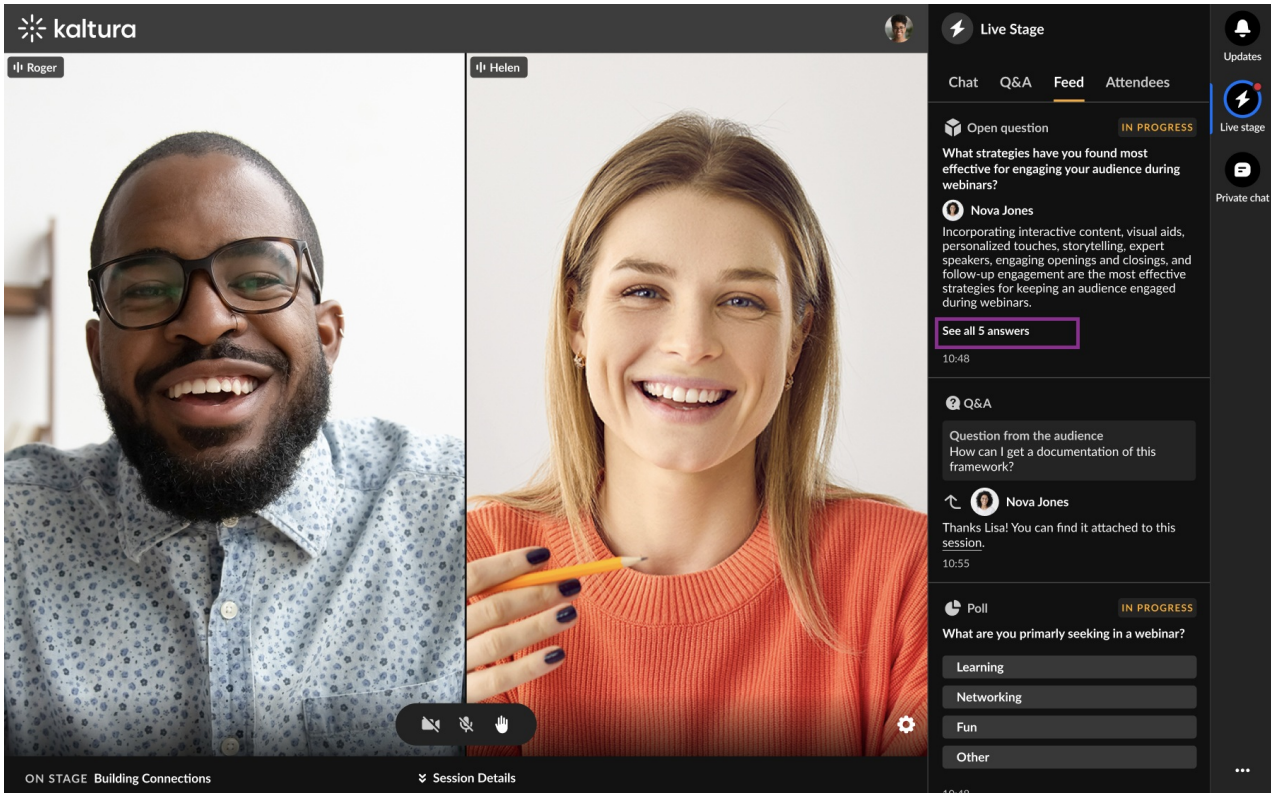 kaltura
Roger
Helen
Live Stage
Chat Q&A Feed Attendees
Open question IN PROGRESS
What strategies have you found most
effective for engaging your audience during
webinars?
Nova Jones
Incorporating interactive content, visual aids,
personalized touches, storytelling, expert
speakers, engaging openings and closings, and
follow-up engagement are the most effective
strategies for keeping an audience engaged
during webinars.
See all 5 answers
10:48
Q&A
Question from the audience
How can I get a documentation of this
framework?
Nova Jones
Thanks Lisa! You can find it attached to this
session.
10:55
Poll IN PROGRESS
What are you primarly seeking in a webinar?
Learning
Networking
Fun
Other
Updates
Live stage
Private chat
ON STAGE Building Connections
Session Details